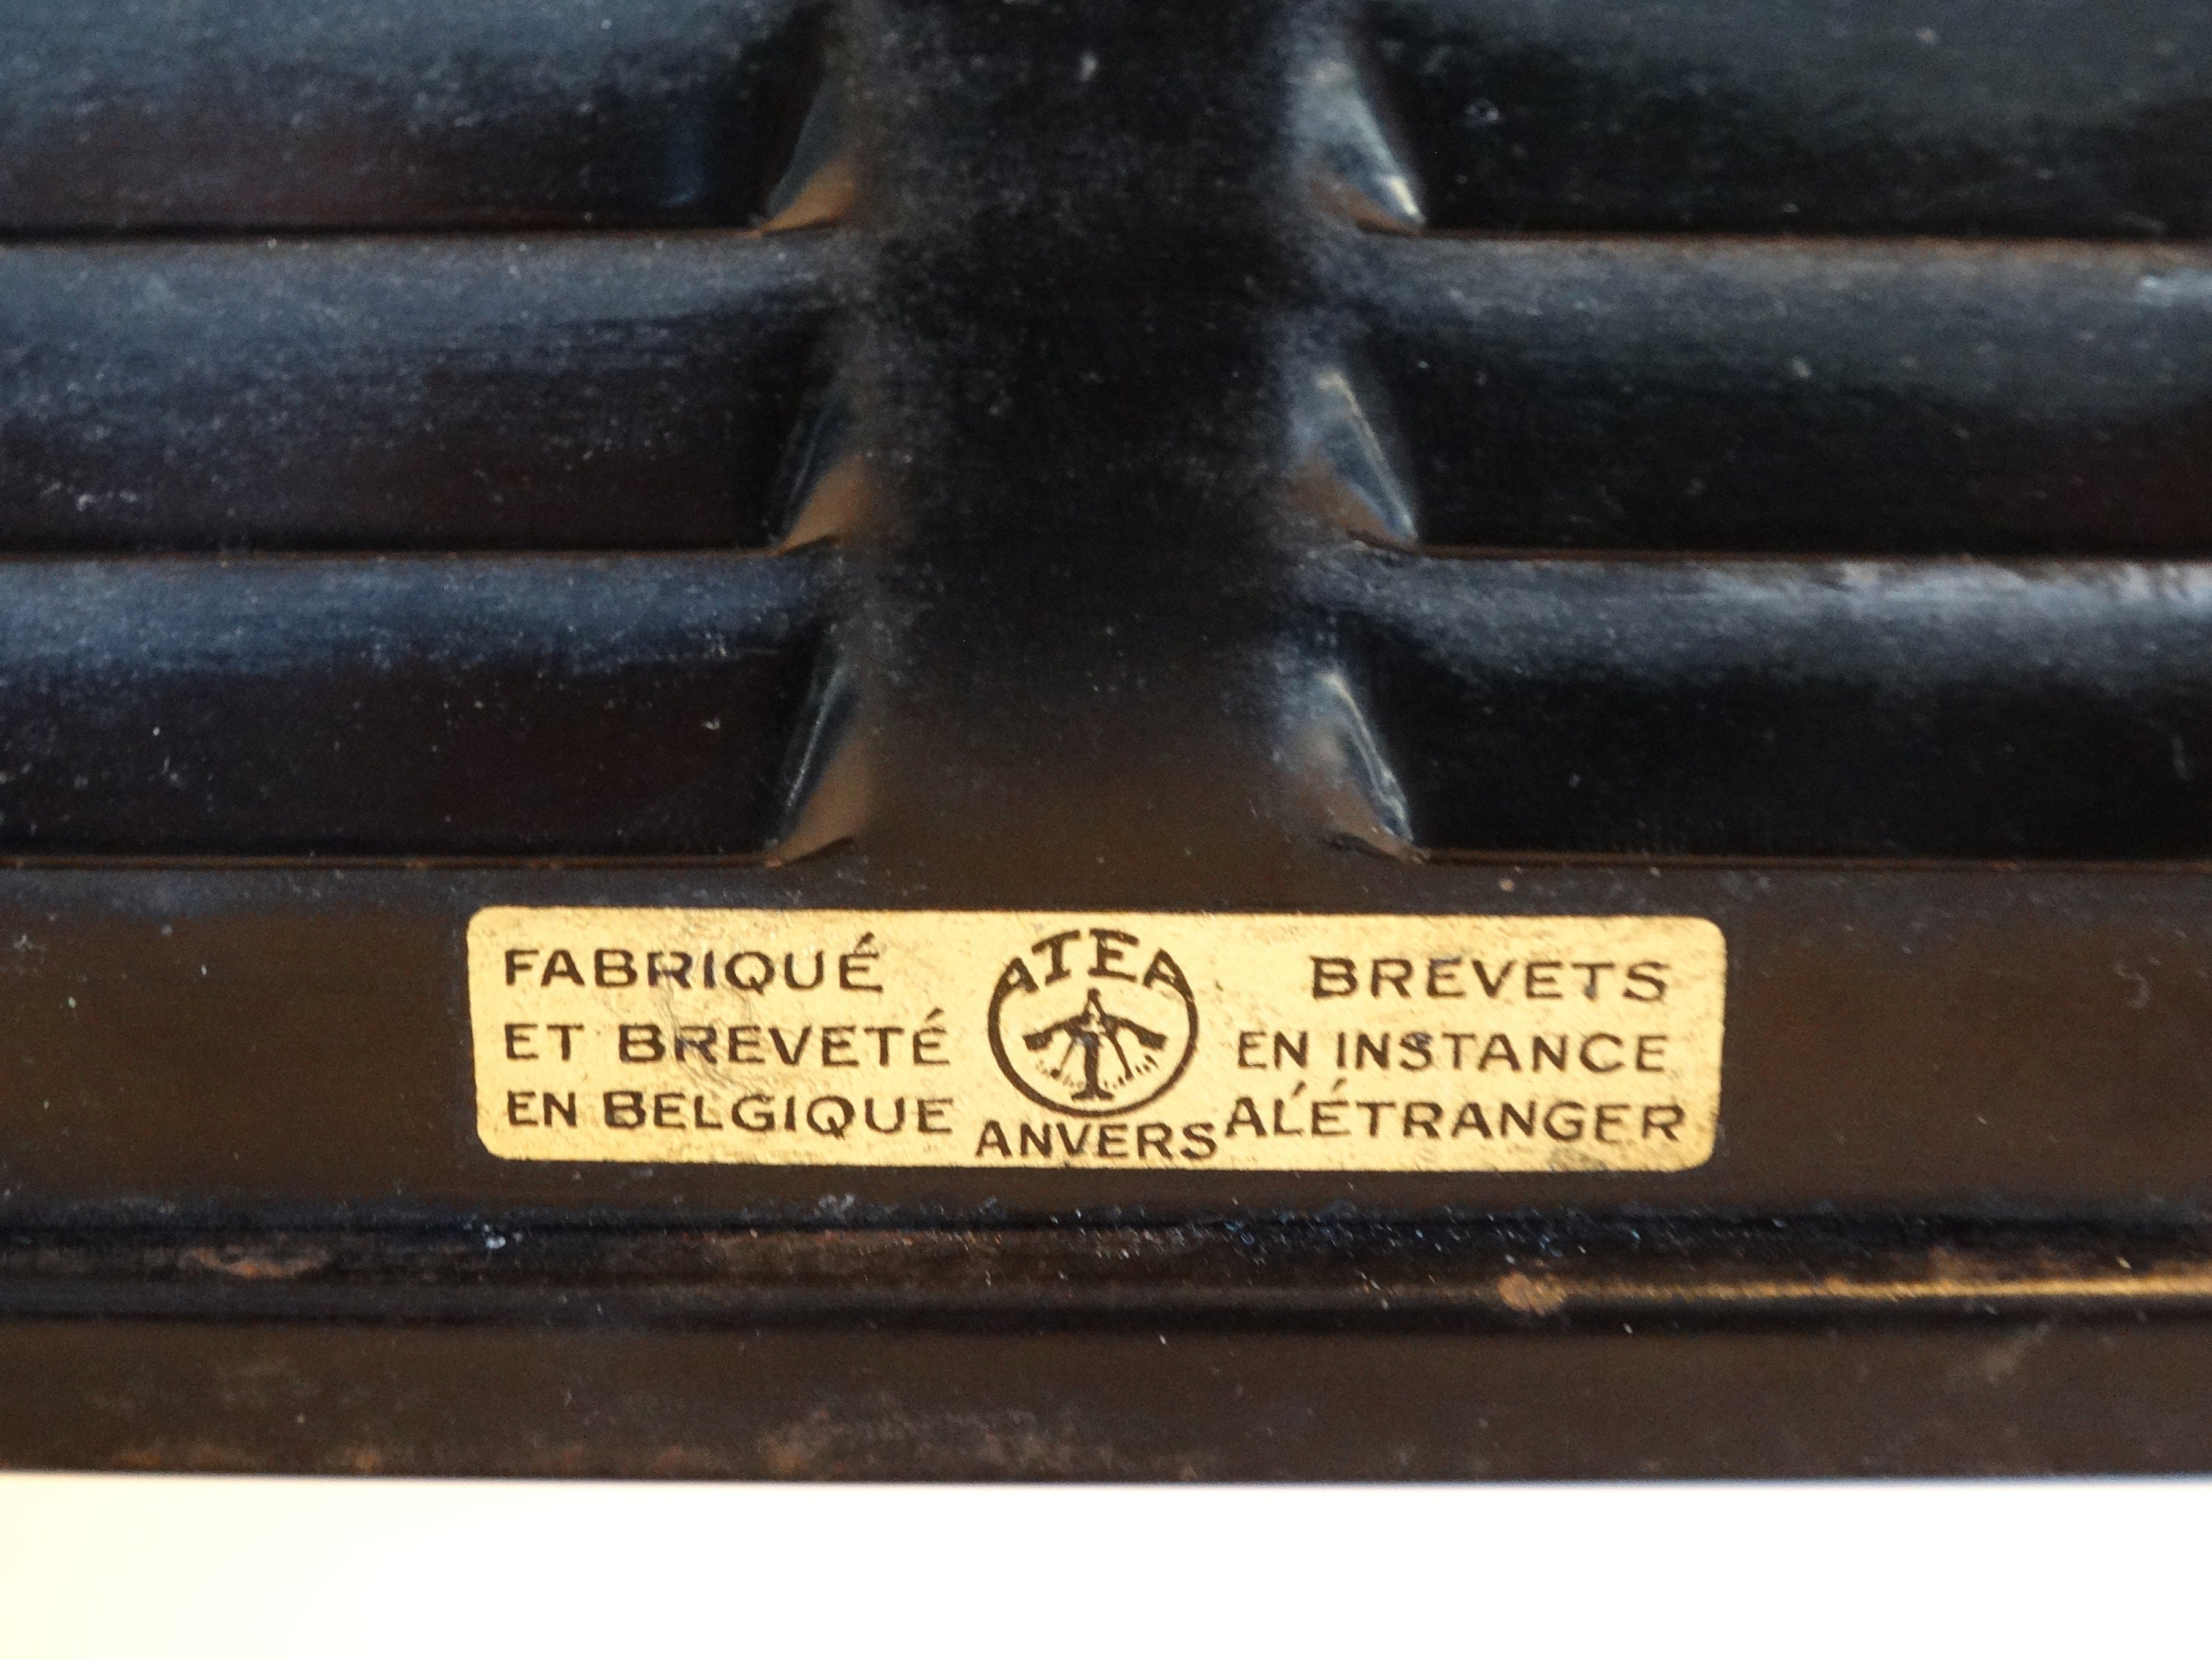 FABRIQUÉ
ET BREVETÉ
EN BELGIQUE
ATEA
ANVERS
BREVETS
EN INSTANCE
A L'ÉTRANGER